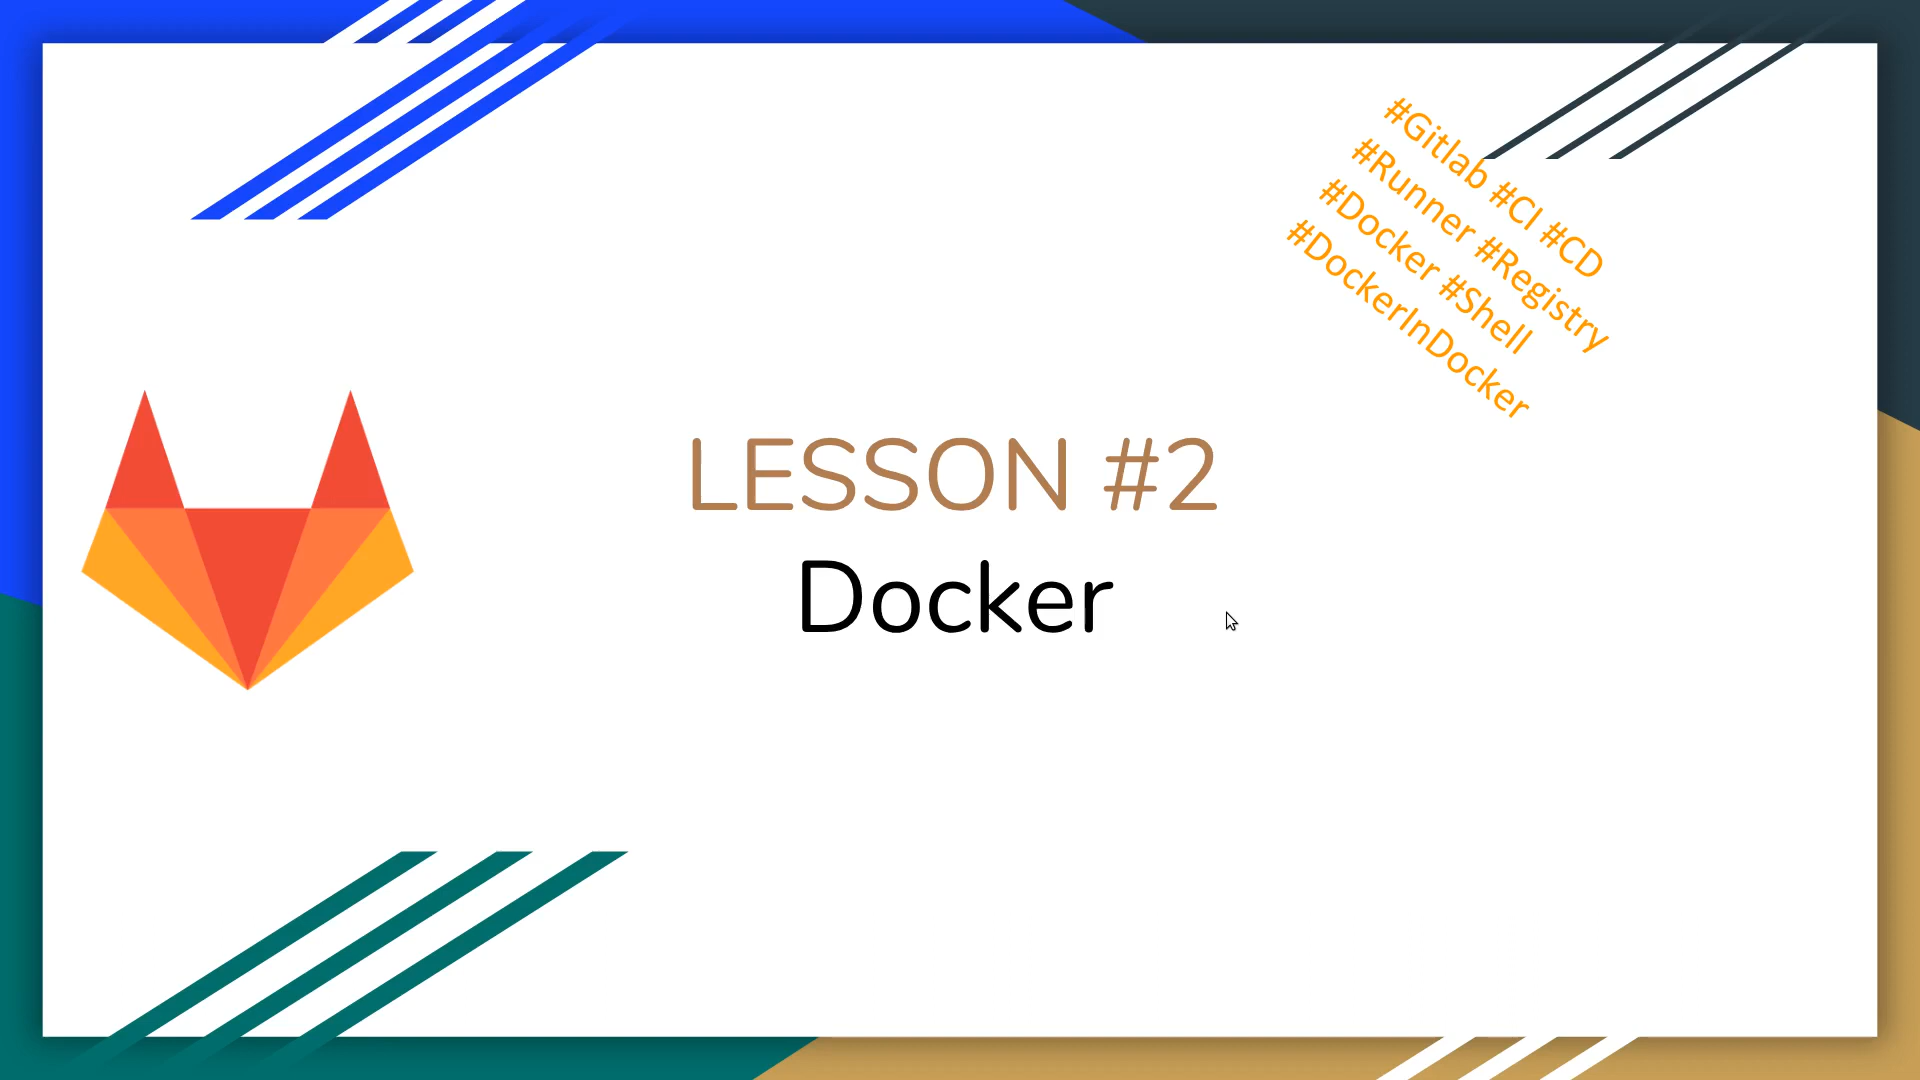 #Gitlab #CI #CD
#Runner #Registry
#Docker #Shell
#DockerInDocker
LESSON #2
Docker